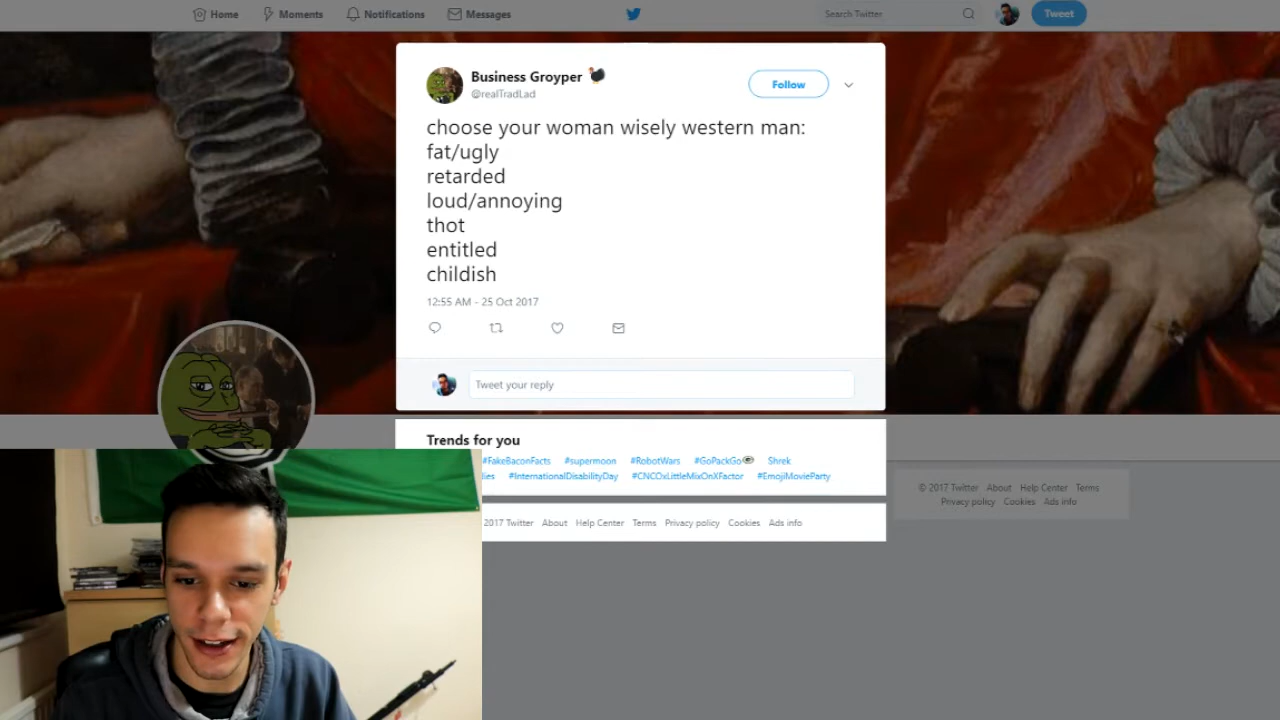 Home
Moments
Notifications
Messages
Search Twitter
Tweet
Business Groyper
@realTradLad
Follow
choose your woman wisely western man:
fat/ugly
retarded
loud/annoying
thot
entitled
childish
12:55 AM - 25 Oct 2017
Tweet your reply
Trends for you
#FakeBaconFacts #supermoon #RobotWars #GoPackGo Shrek
#InternationalDisabilityDay #CNCOxLittleMixOnXFactor #EmojiMovieParty
2017 Twitter About Help Center Terms Privacy policy Cookies Ads info
© 2017 Twitter About Help Center Terms
Privacy policy Cookies Ads info